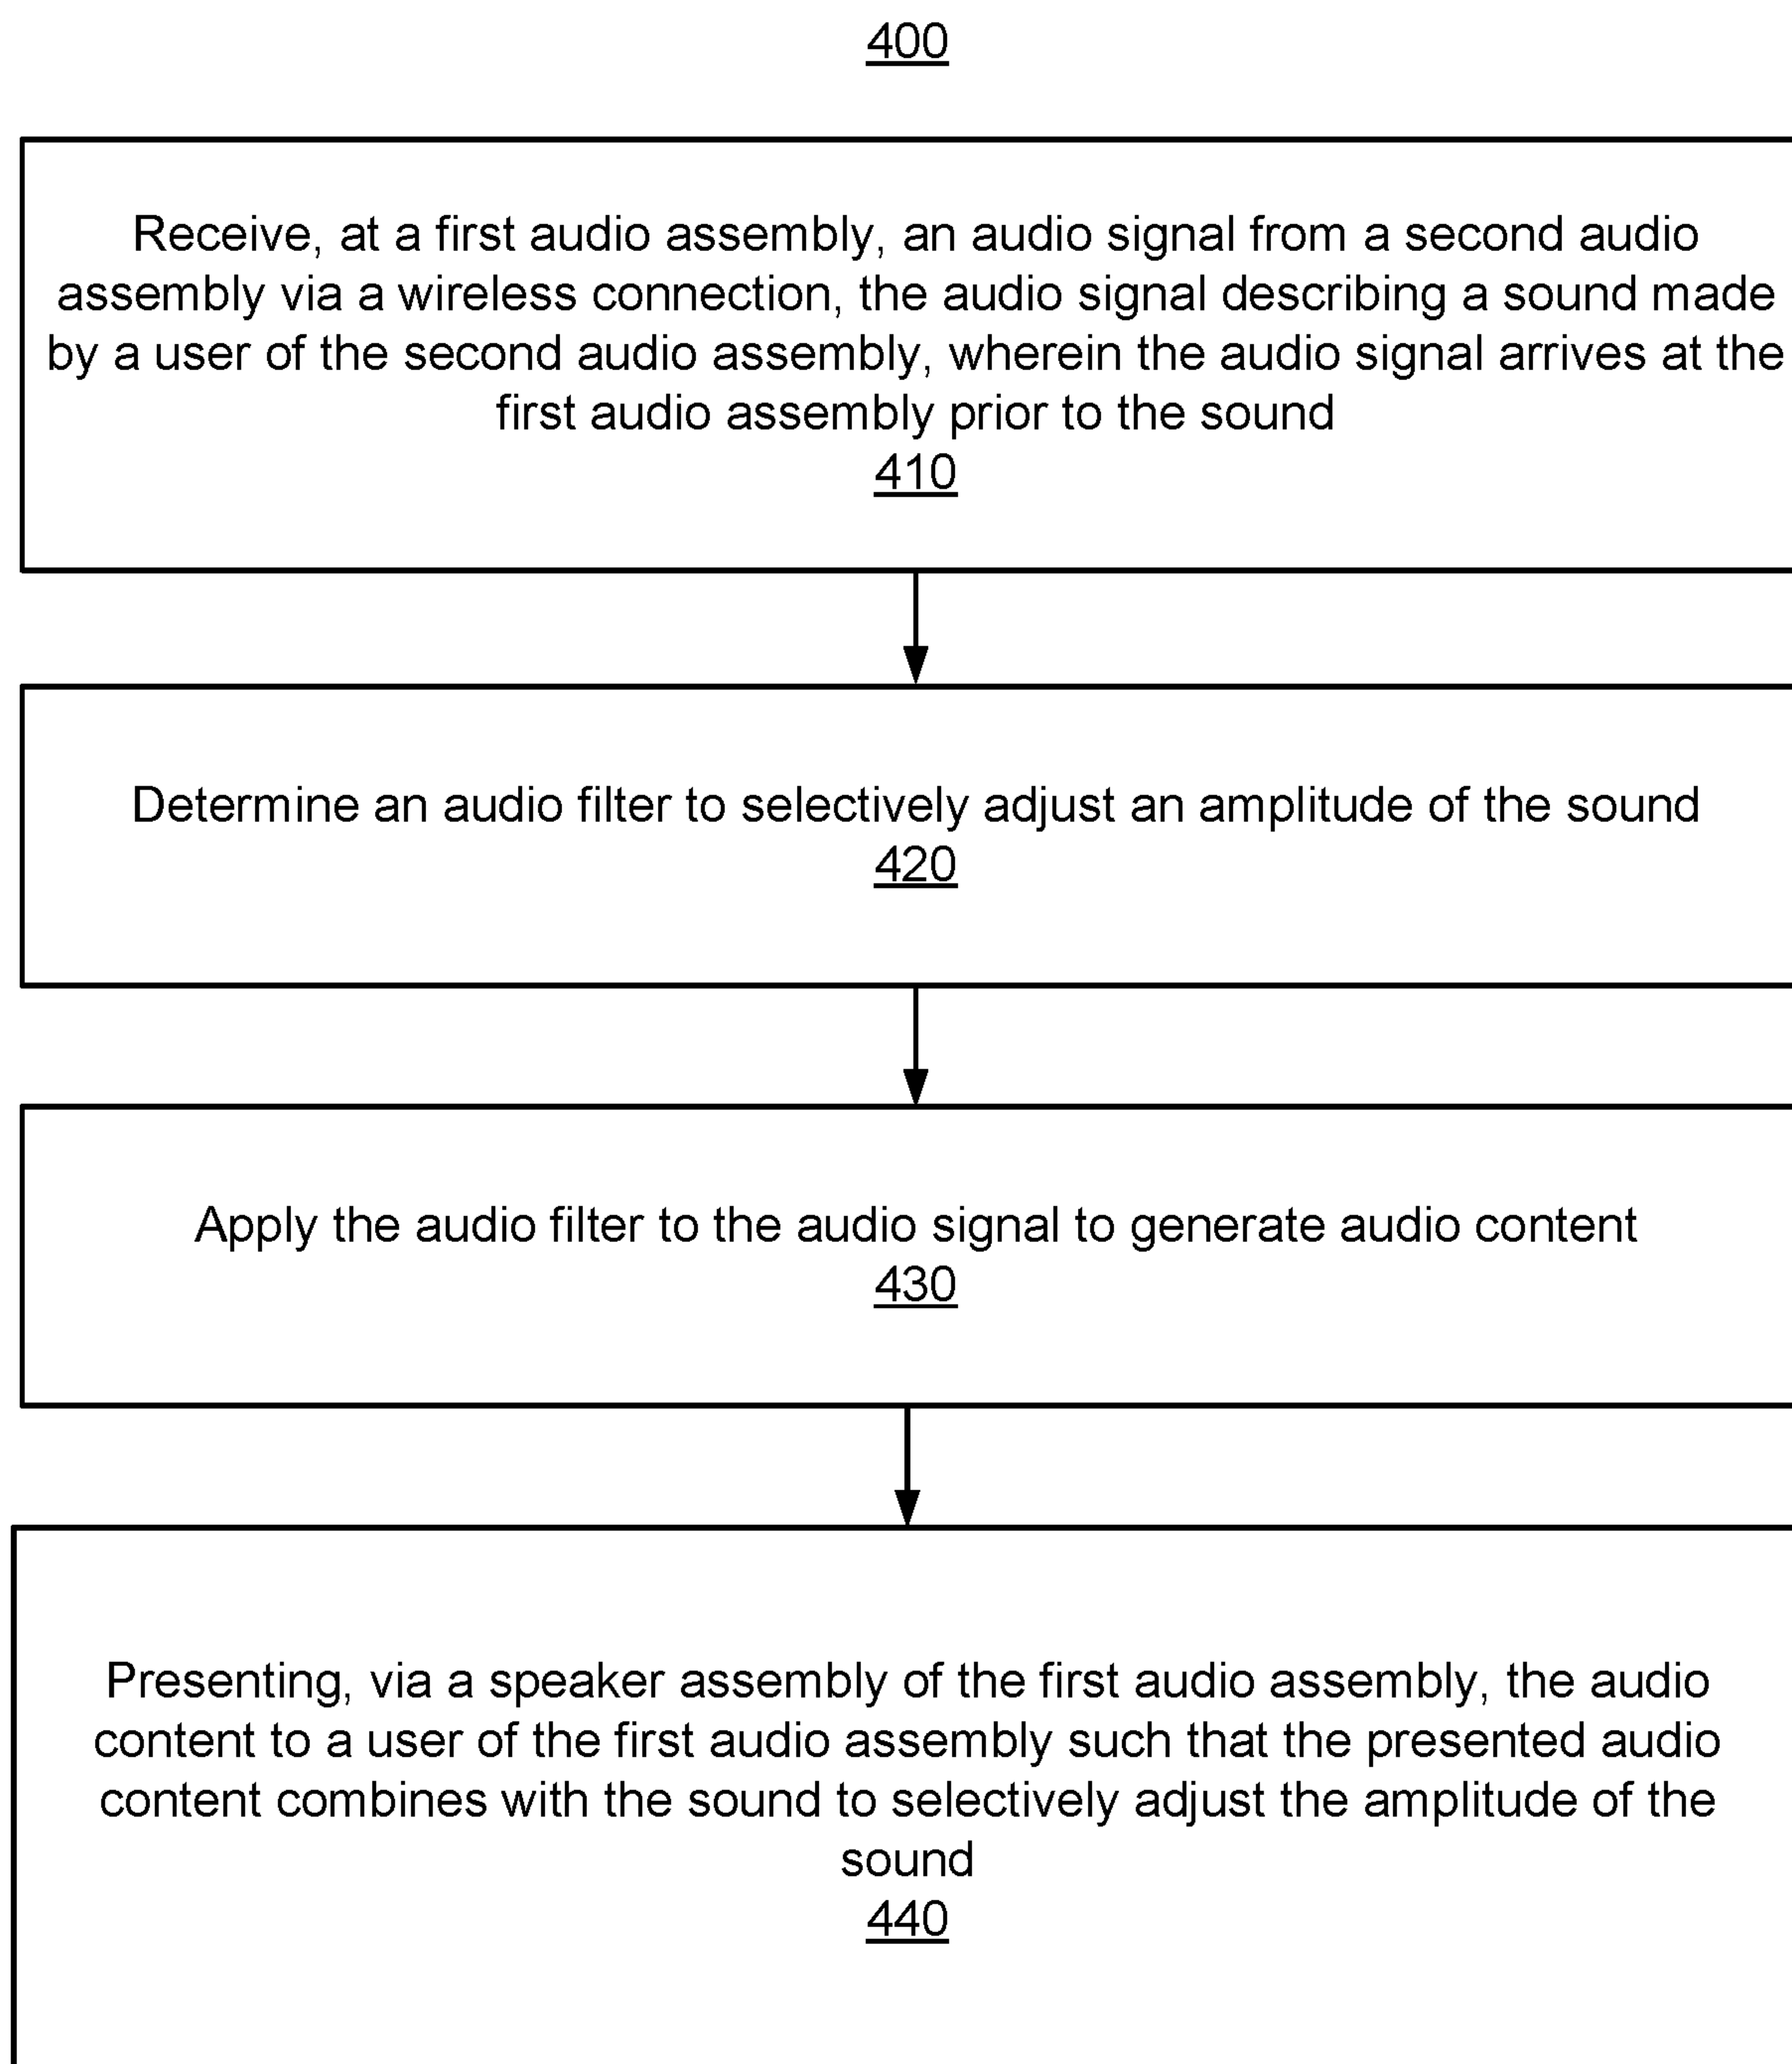 400
Receive, at a first audio assembly, an audio signal from a second audio
assembly via a wireless connection, the audio signal describing a sound made
by a user of the second audio assembly, wherein the audio signal arrives at the
first audio assembly prior to the sound
410
Determine an audio filter to selectively adjust an amplitude of the sound
420
Apply the audio filter to the audio signal to generate audio content
430
Presenting, via a speaker assembly of the first audio assembly, the audio
content to a user of the first audio assembly such that the presented audio
content combines with the sound to selectively adjust the amplitude of the
sound
440